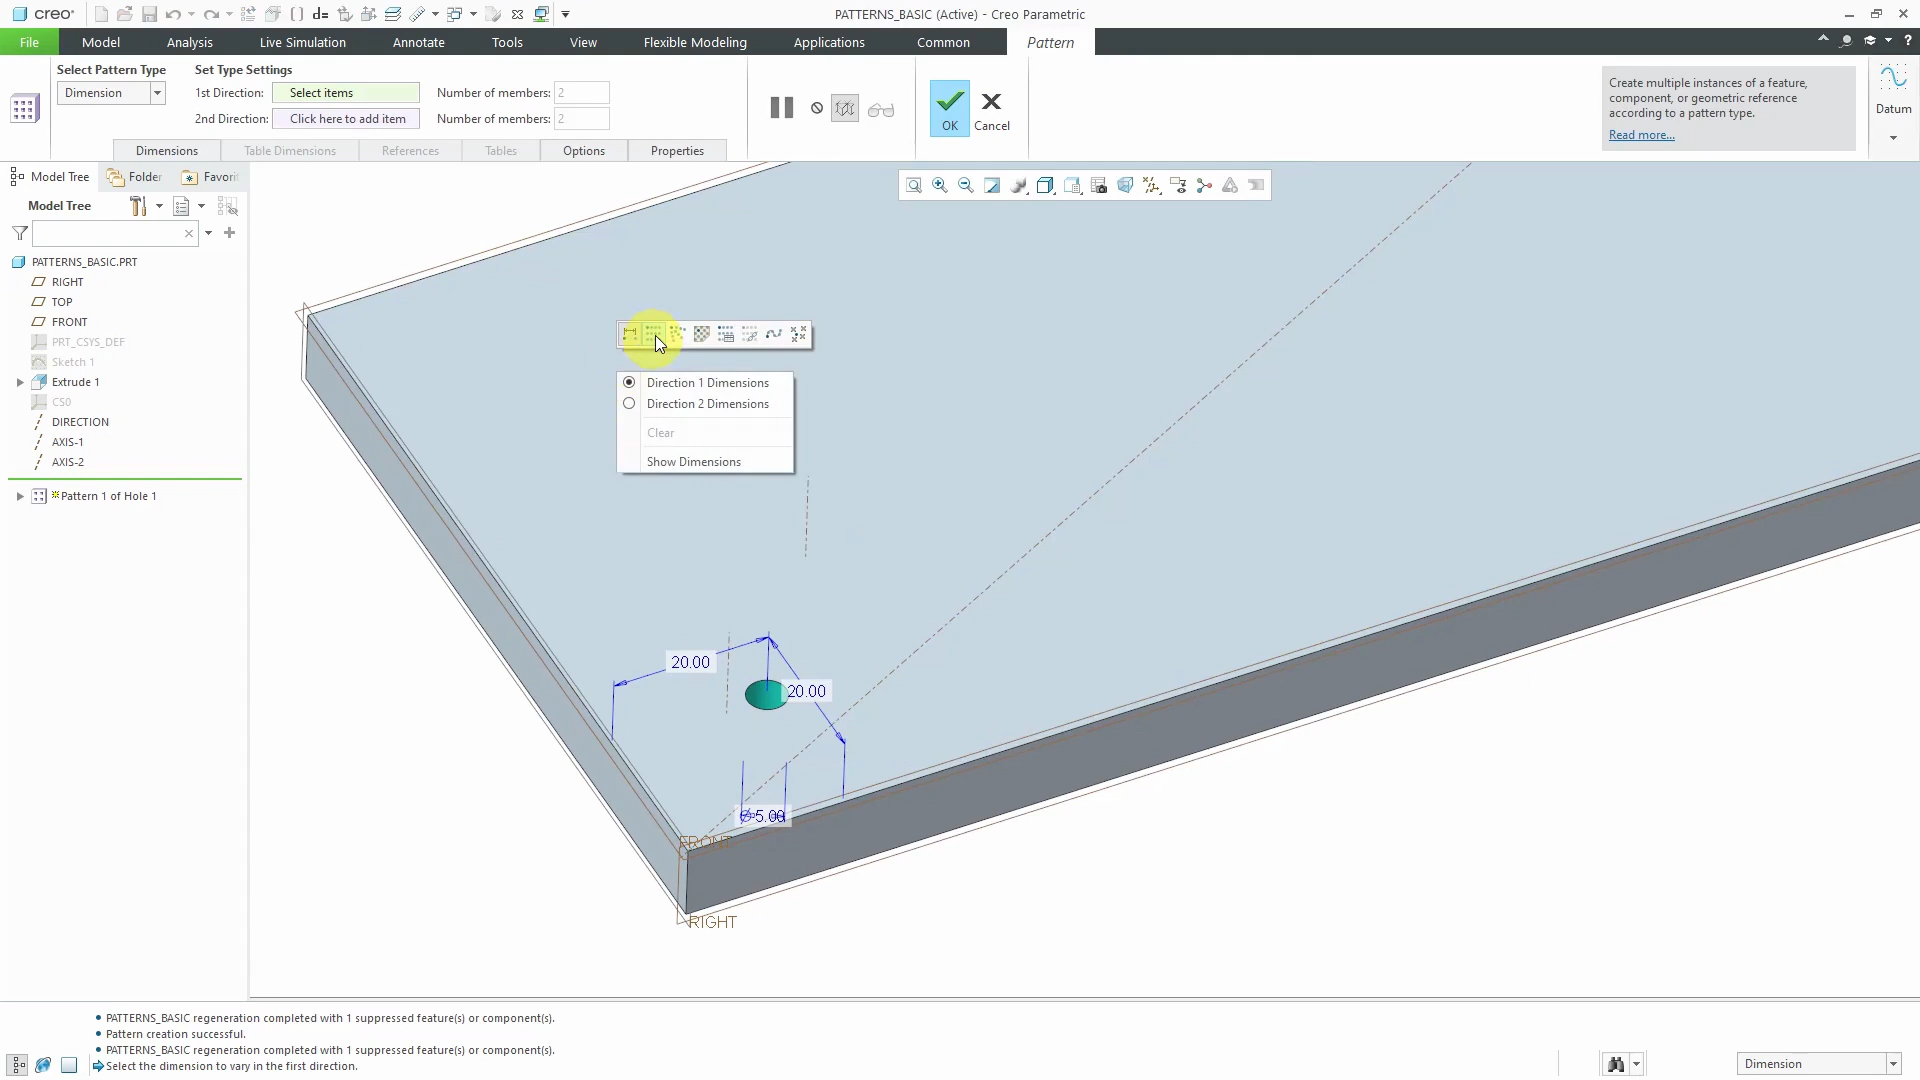 creo®
PATTERNS_BASIC (Active) - Creo Parametric
File
Model
Analysis
Live Simulation
Annotate
Tools
View
Flexible Modeling
Applications
Common
Pattern
Select Pattern Type
Dimension
Set Type Settings
1st Direction: Select items Number of members: 2
2nd Direction: Click here to add item Number of members: 2
OK
Cancel
Create multiple instances of a feature,
component, or geometric reference
according to a pattern type.
Read more...
Datum
Dimensions
Table Dimensions
References
Tables
Options
Properties
Model Tree
Folder
Favori
Model Tree
PATTERNS_BASIC.PRT
RIGHT
TOP
FRONT
PRT_CSYS_DEF
Sketch 1
Extrude 1
CS0
DIRECTION
AXIS-1
AXIS-2
Pattern 1 of Hole 1
Direction 1 Dimensions
Direction 2 Dimensions
Clear
Show Dimensions
20.00
20.00
⌀5.00
FRONT
RIGHT
• PATTERNS_BASIC regeneration completed with 1 suppressed feature(s) or component(s).
• Pattern creation successful.
• PATTERNS_BASIC regeneration completed with 1 suppressed feature(s) or component(s).
Select the dimension to vary in the first direction.
Dimension